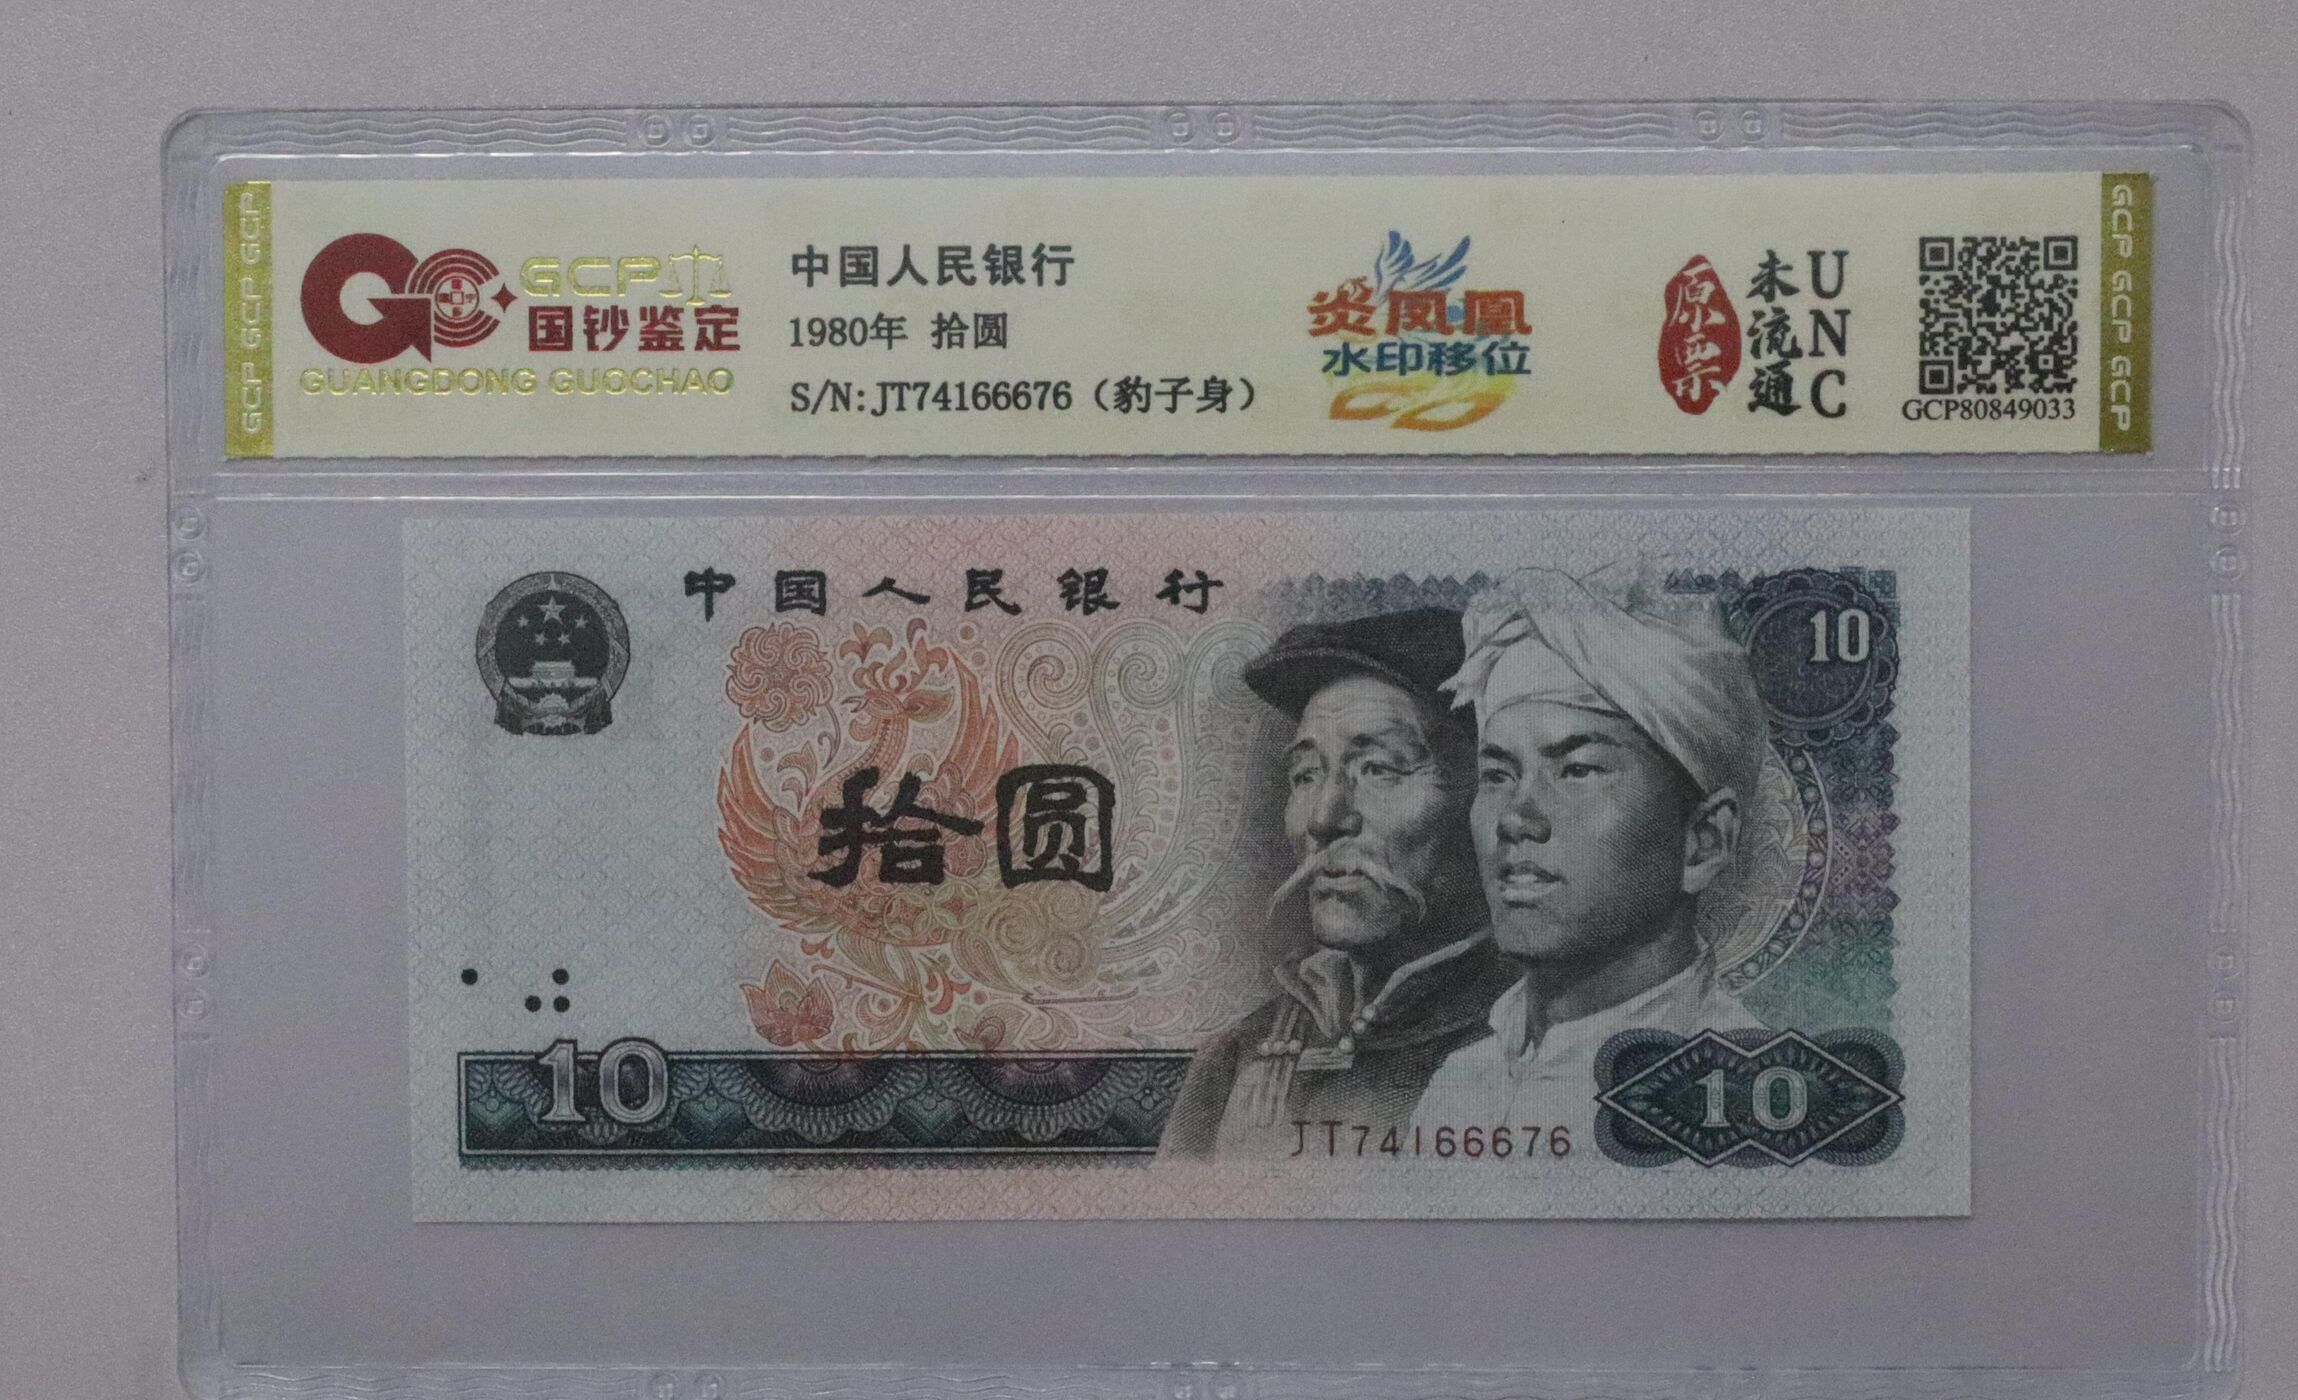 GCP GCP GCP
GCP
国钞鉴定
GUANGDONG GUOCHAO
中国人民银行
1980年 拾圆
S/N:JT74166676（豹子身）
炎凤凰
水印移位
原票
未流通
UNC
GCP80849033
GCP GCP GCP
中国人民银行
10
拾圆
10
JT74166676
10